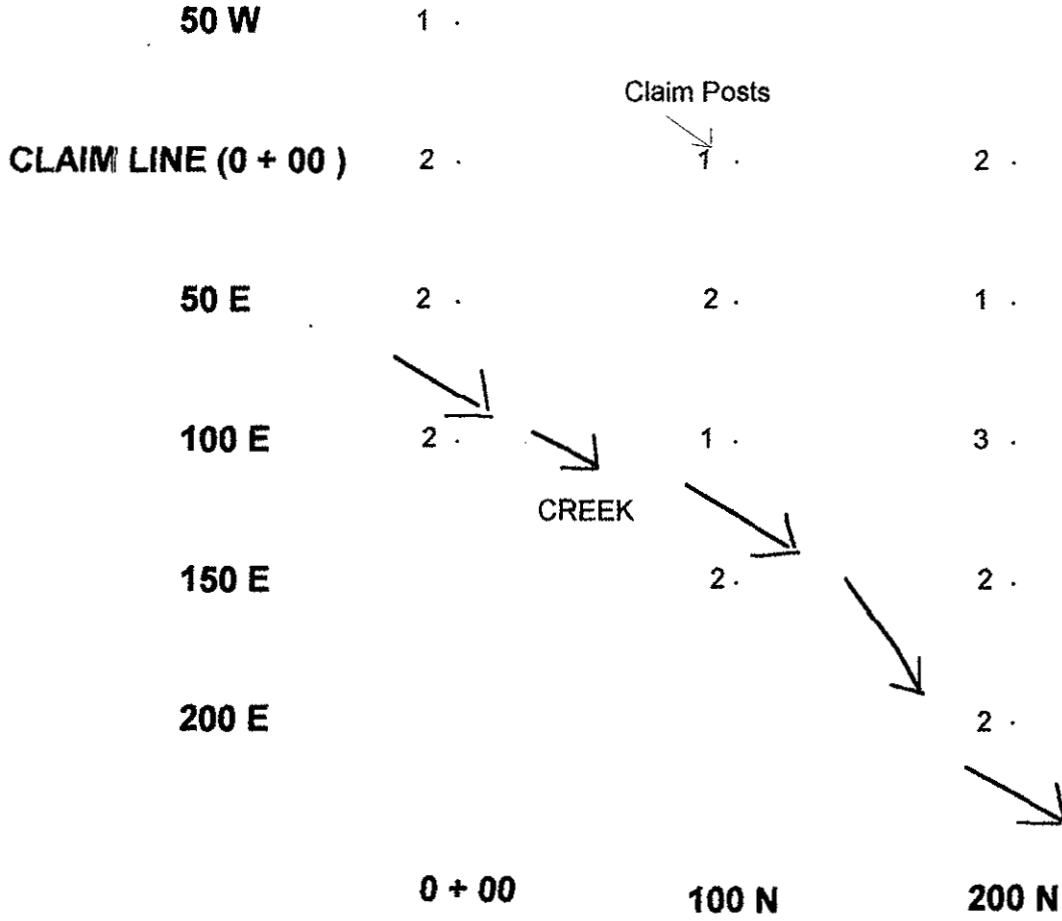 50 W 1 .
Claim Posts
CLAIM LINE (0 + 00 ) 2 . 1 . 2 .
50 E 2 . 2 . 1 .
100 E 2 . 1 . 3 .
CREEK
150 E 2 . 2 .
200 E 2 .
0 + 00 100 N 200 N